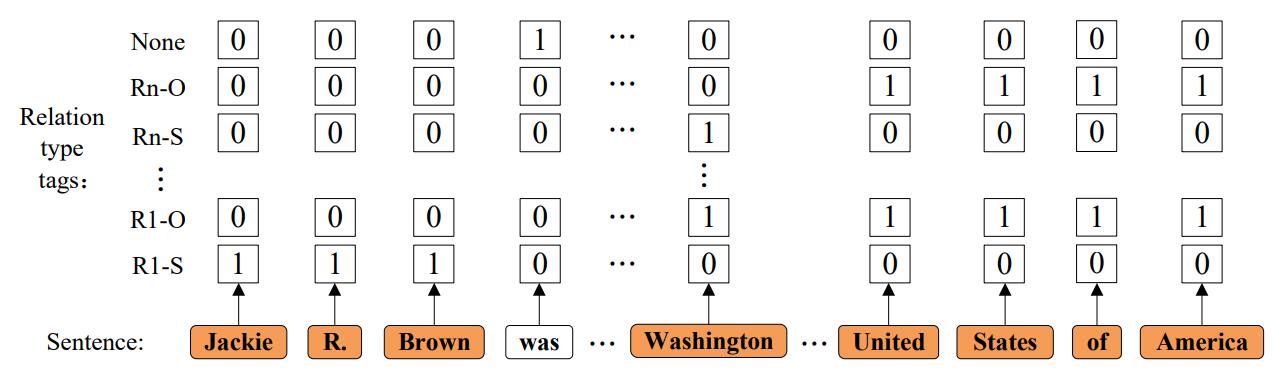 None 0 0 0 1 ... 0 0 0 0 0
Rn-O 0 0 0 0 ... 0 1 1 1 1
Rn-S 0 0 0 0 ... 1 0 0 0 0
Relation
type
tags:
R1-O 0 0 0 0 ... 1 1 1 1 1
R1-S 1 1 1 0 ... 0 0 0 0 0
Sentence: Jackie R. Brown was ... Washington ... United States of America